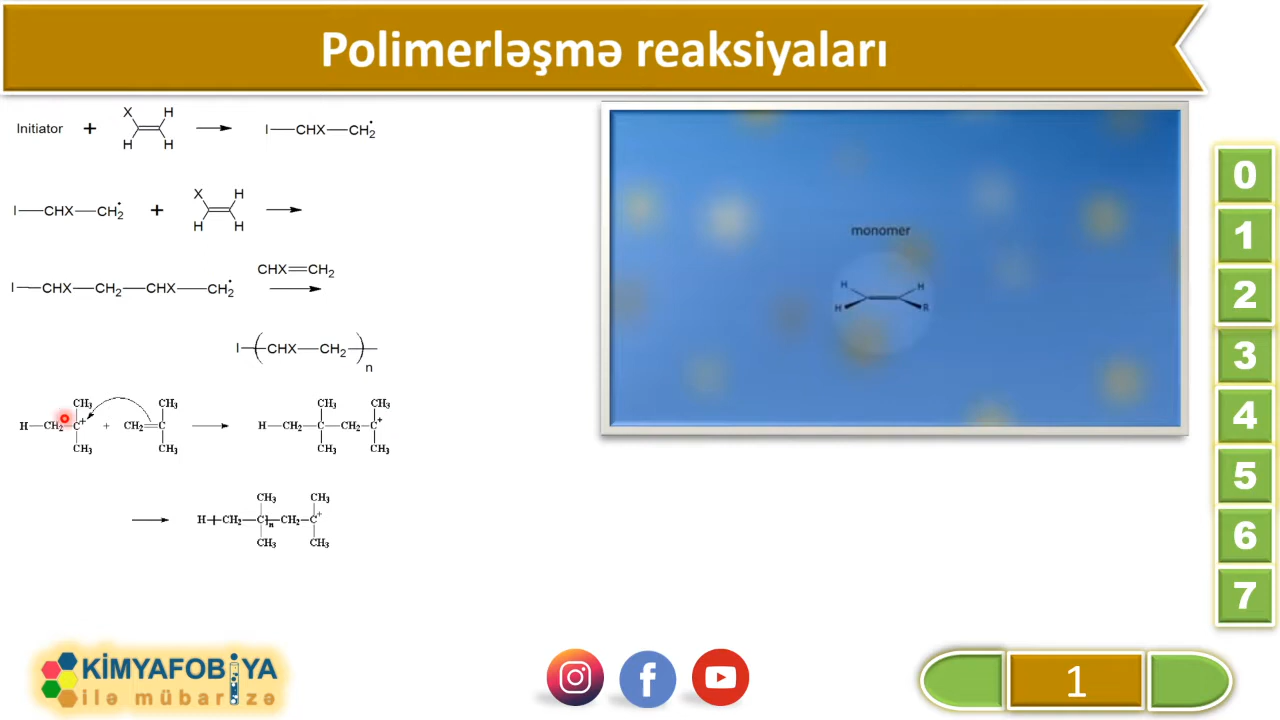 Polimerləşmə reaksiyaları
Initiator + X H H H I—CHX—CH₂•
I—CHX—CH₂• + X H H H
I—CHX—CH₂—CHX—CH₂• CHX=CH₂
I—(CHX—CH₂)n
H—CH₂—C⁺ CH₃ CH₃ + CH₂=C CH₃ CH₃ H—CH₂—C CH₃ CH₃—CH₂—C⁺ CH₃ CH₃
H—CH₂—C CH₃ CH₃ n—CH₂—C⁺ CH₃ CH₃
monomer
H H H R
0
1
2
3
4
5
6
7
KİMYAFOBİYA
ilə mübarizə
1